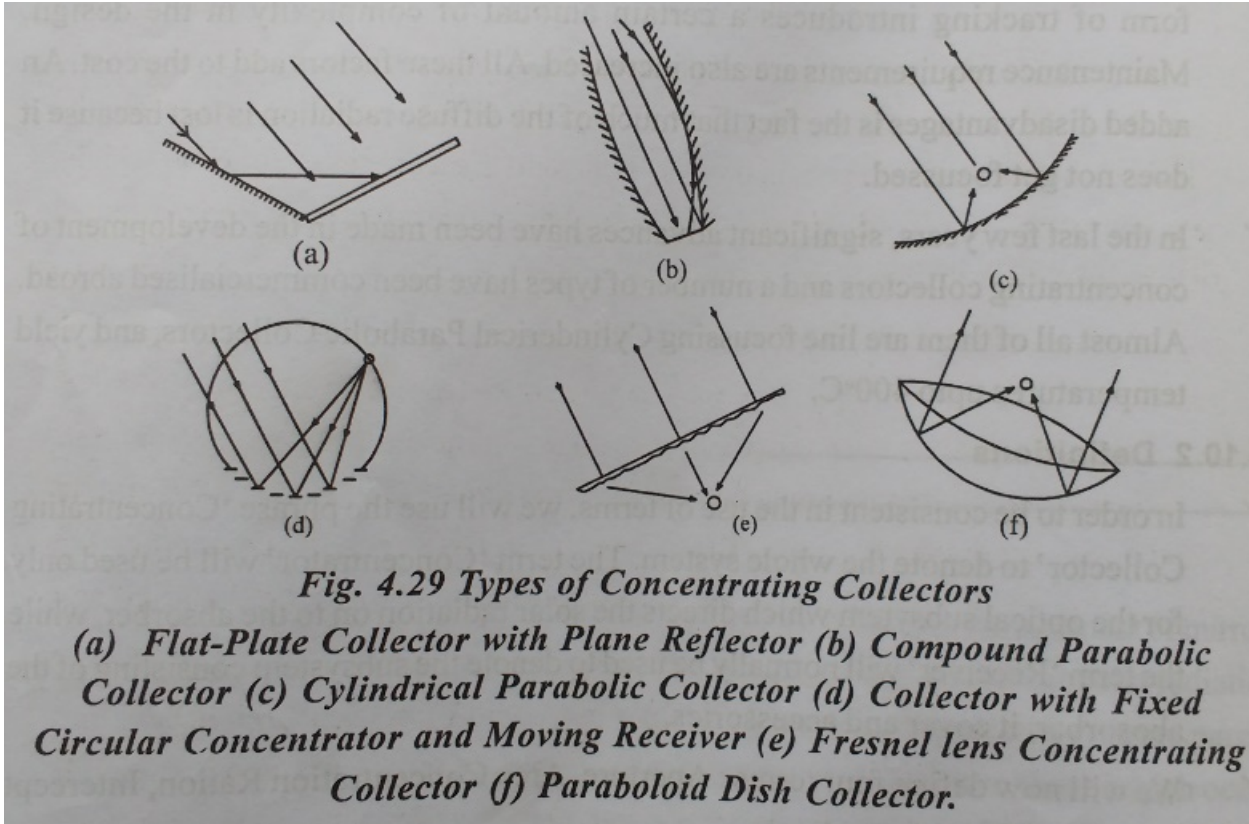 (a)
(b)
(c)
(d)
(e)
(f)
Fig. 4.29 Types of Concentrating Collectors
(a) Flat-Plate Collector with Plane Reflector (b) Compound Parabolic
Collector (c) Cylindrical Parabolic Collector (d) Collector with Fixed
Circular Concentrator and Moving Receiver (e) Fresnel lens Concentrating
Collector (f) Paraboloid Dish Collector.